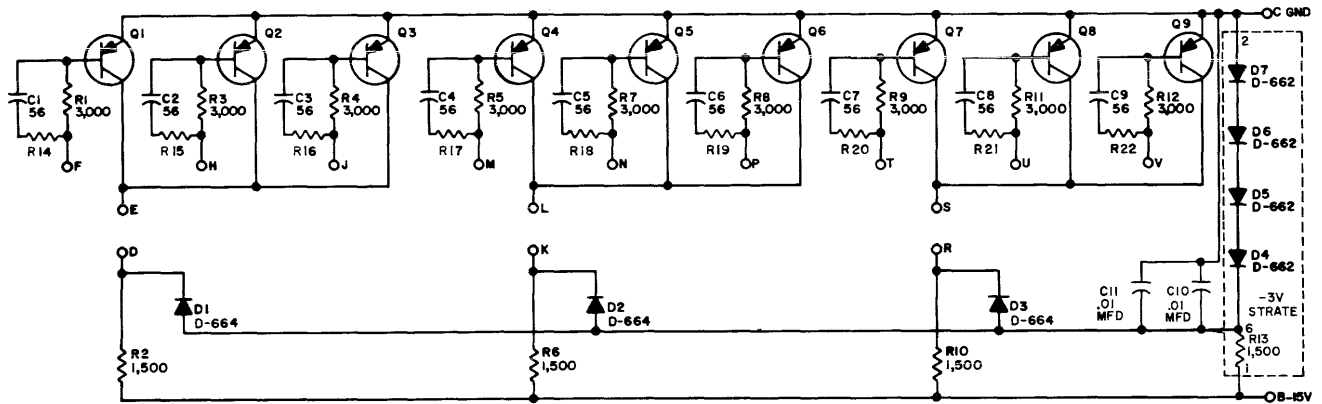 Q1 Q2 Q3 Q4 Q5 Q6 Q7 Q8 Q9 C GND
2
D7
D-662
C1
56
R1
3,000
C2
56
R3
3,000
C3
56
R4
3,000
C4
56
R5
3,000
C5
56
R7
3,000
C6
56
R8
3,000
C7
56
R9
3,000
C8
56
R11
3,000
C9
56
R12
3,000
D6
D-662
R14 R15 R16 R17 R18 R19 R20 R21 R22
F H J M N P T U V
D5
D-662
E L S
D K R
D4
D-662
D1
D-664
D2
D-664
D3
D-664
C11
.01
MFD
C10
.01
MFD
-3V
STRATE
6
R2
1,500
R6
1,500
R10
1,500
R13
1,500
1
B-15V